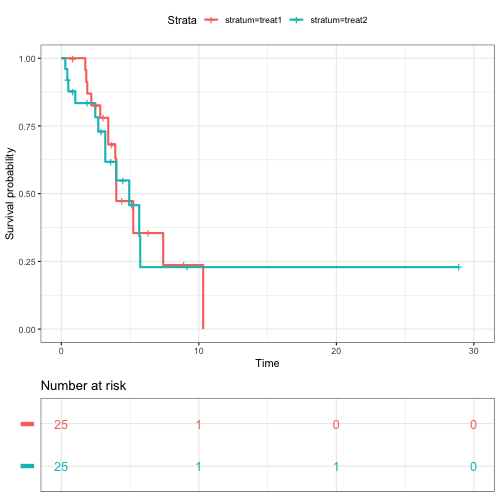 Strata stratum=treat1 stratum=treat2
Survival probability
1.00
0.75
0.50
0.25
0.00
0 10 20 30
Time
Number at risk
25 1 0 0
25 1 1 0